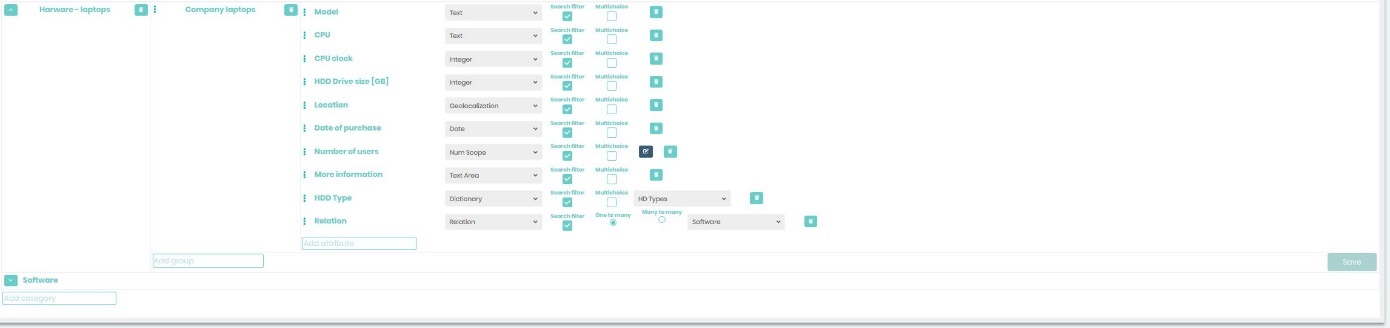 Harware - laptops Company laptops Model Text Search filter Multichoice
CPU Text Search filter Multichoice
CPU clock Integer Search filter Multichoice
HDD Drive size [GB] Integer Search filter Multichoice
Location Geolocalization Search filter Multichoice
Date of purchase Date Search filter Multichoice
Number of users Num Scope Search filter Multichoice
More information Text Area Search filter Multichoice
HDD Type Dictionary Search filter Multichoice HD Types
Relation Relation Search filter One to many Many to many Software
Add attribute
Add group Save
Software
Add category